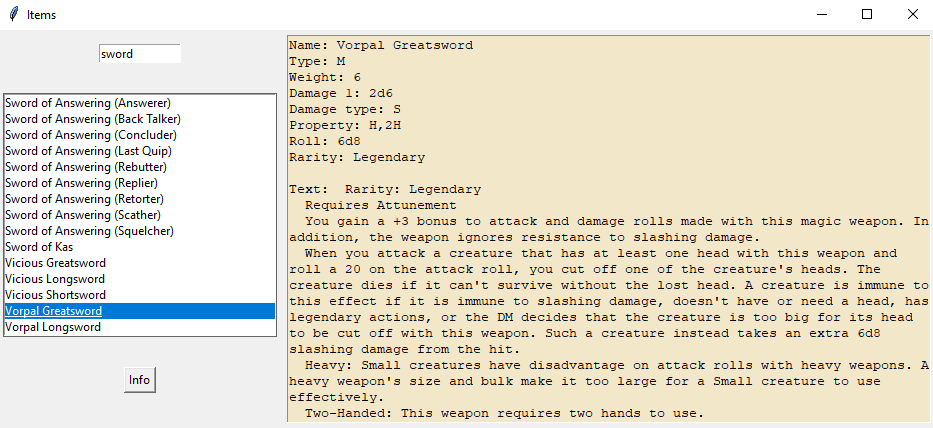 Items
sword
Sword of Answering (Answerer)
Sword of Answering (Back Talker)
Sword of Answering (Concluder)
Sword of Answering (Last Quip)
Sword of Answering (Rebutter)
Sword of Answering (Replier)
Sword of Answering (Retorter)
Sword of Answering (Scather)
Sword of Answering (Squelcher)
Sword of Kas
Vicious Greatsword
Vicious Longsword
Vicious Shortsword
Vorpal Greatsword
Vorpal Longsword
Info
Name: Vorpal Greatsword
Type: M
Weight: 6
Damage 1: 2d6
Damage type: S
Property: H,2H
Roll: 6d8
Rarity: Legendary
Text:  Rarity: Legendary
Requires Attunement
You gain a +3 bonus to attack and damage rolls made with this magic weapon. In
addition, the weapon ignores resistance to slashing damage.
When you attack a creature that has at least one head with this weapon and
roll a 20 on the attack roll, you cut off one of the creature's heads. The
creature dies if it can't survive without the lost head. A creature is immune to
this effect if it is immune to slashing damage, doesn't have or need a head, has
legendary actions, or the DM decides that the creature is too big for its head
to be cut off with this weapon. Such a creature instead takes an extra 6d8
slashing damage from the hit.
Heavy: Small creatures have disadvantage on attack rolls with heavy weapons. A
heavy weapon's size and bulk make it too large for a Small creature to use
effectively.
Two-Handed: This weapon requires two hands to use.